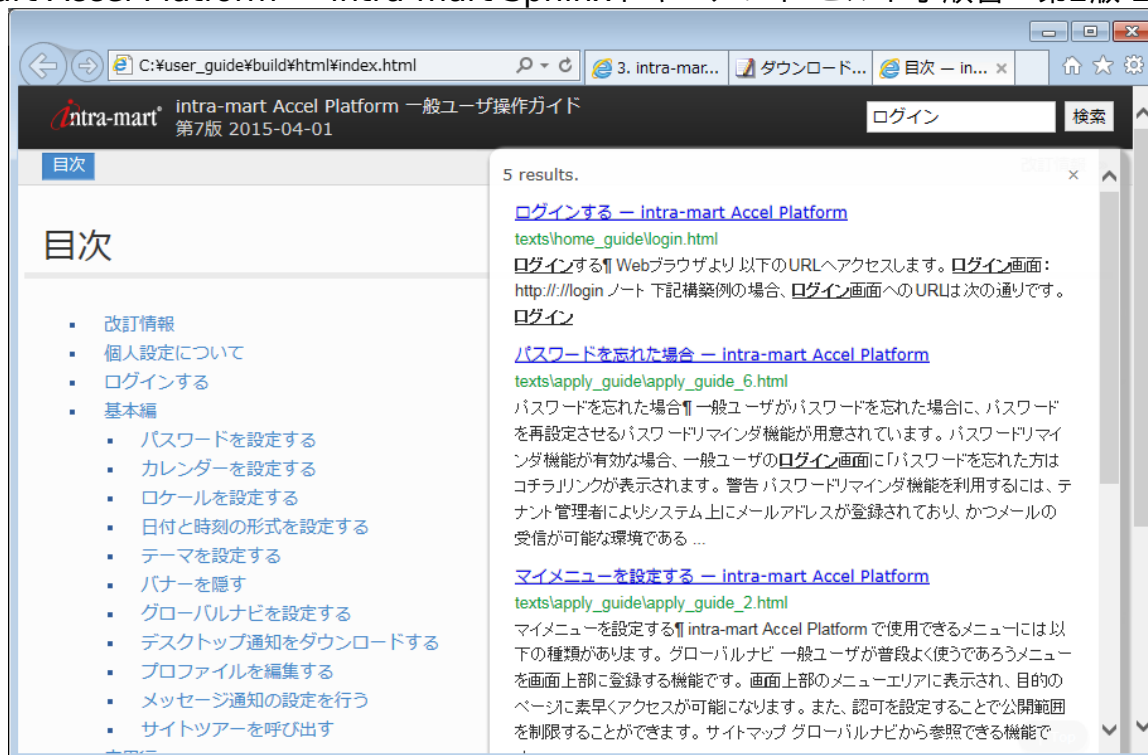 C:¥user_guide¥build¥html¥index.html
3. intra-mar...
ダウンロード...
目次 — in...
intra-mart
intra-mart Accel Platform 一般ユーザ操作ガイド
第7版 2015-04-01
ログイン
検索
目次
5 results.
目次
改訂情報
個人設定について
ログインする
基本編
パスワードを設定する
カレンダーを設定する
ロケールを設定する
日付と時刻の形式を設定する
テーマを設定する
バナーを隠す
グローバルナビを設定する
デスクトップ通知をダウンロードする
プロファイルを編集する
メッセージ通知の設定を行う
サイトツアーを呼び出す
ログインする — intra-mart Accel Platform
texts\home_guide\login.html
ログインする¶ Webブラウザより 以下のURLへアクセスします。ログイン画面：
http://://login ノート 下記構築例の場合、ログイン画面への URLは 次の通りです。
ログイン
パスワードを忘れた場合 — intra-mart Accel Platform
texts\apply_guide\apply_guide_6.html
パスワードを忘れた場合¶ 一般ユーザがパスワードを忘れた場合に、パスワード
を再設定させるパスワードリマインダ機能が用意されています。パスワードリマイ
ンダ機能が有効な場合、一般ユーザのログイン画面に「パスワードを忘れた方は
コチラ」リンクが表示されます。警告 パスワードリマインダ機能を利用するには、テ
ナント管理者によりシステム上にメールアドレスが登録されており、かつメールの
受信が可能な環境である ...
マイメニューを設定する — intra-mart Accel Platform
texts\apply_guide\apply_guide_2.html
マイメニューを設定する¶ intra-mart Accel Platform で使用できるメニューには以
下の種類があります。グローバルナビ 一般ユーザが普段よく使うであろうメニュー
を画面上部に登録する機能です。画面上部のメニューエリアに表示され、目的の
ページに素早くアクセスが可能になります。また、認可を設定することで公開範囲
を制限することができます。サイトマップ グローバルナビから参照できる機能で